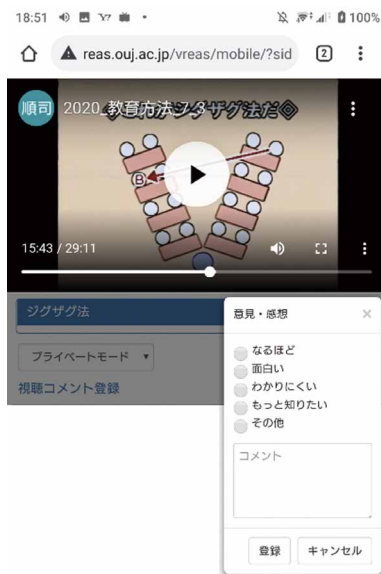 18:51
100%
reas.ouj.ac.jp/vreas/mobile/?sid
2
順司
2020_教育方法_7_3
ジグザグ法だ◈
B
15:43 / 29:11
ジグザグ法
プライベートモード
視聴コメント登録
意見・感想
×
なるほど
面白い
わかりにくい
もっと知りたい
その他
コメント
登録
キャンセル